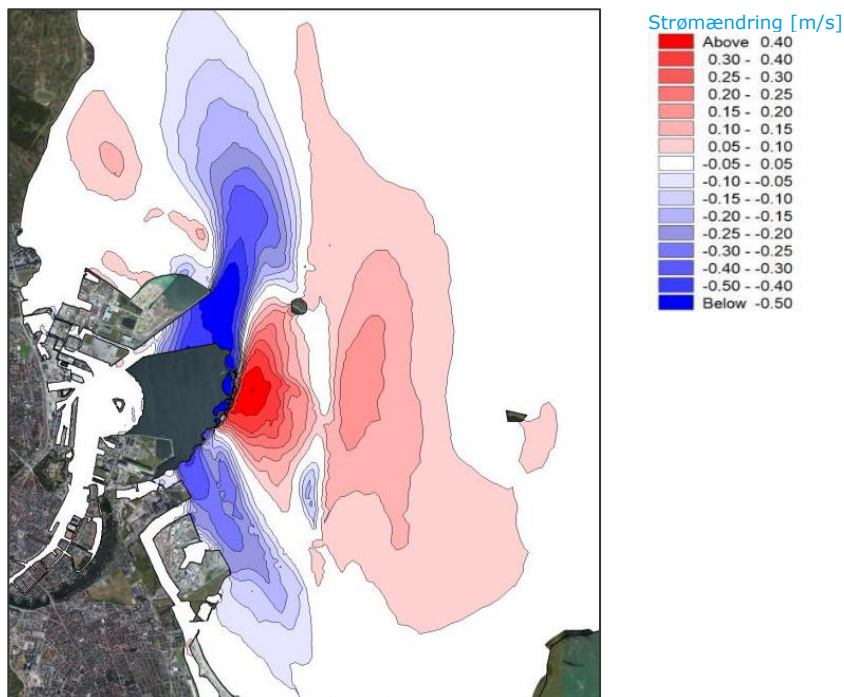 Strømændring [m/s]
Above 0.40
0.30 - 0.40
0.25 - 0.30
0.20 - 0.25
0.15 - 0.20
0.10 - 0.15
0.05 - 0.10
-0.05 - 0.05
-0.10 - -0.05
-0.15 - -0.10
-0.20 - -0.15
-0.25 - -0.20
-0.30 - -0.25
-0.40 - -0.30
-0.50 - -0.40
Below -0.50